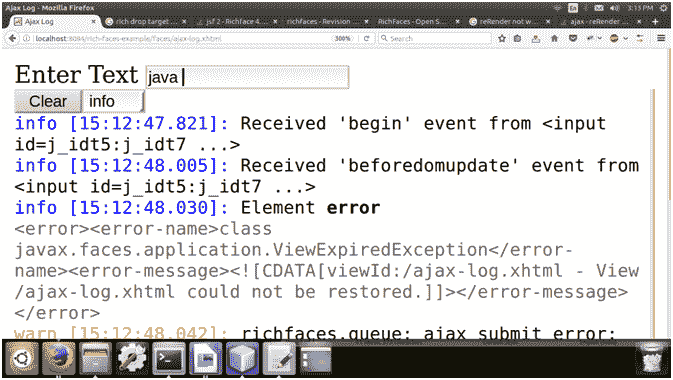 Ajax Log - Mozilla Firefox
En
3:13 PM
Ajax Log
rich drop target ...
jsf 2 - RichFace 4...
richfaces - Revision ...
RichFaces - Open S...
reRender not w...
ajax - reRender ...
localhost:8084/rich-faces-example/faces/ajax-log.xhtml
300%
Search
Enter Text java
Clear info
info [15:12:47.821]: Received 'begin' event from <input
id=j_idt5:j_idt7 ...>
info [15:12:48.005]: Received 'beforedomupdate' event from
<input id=j_idt5:j_idt7 ...>
info [15:12:48.030]: Element error
<error><error-name>class
javax.faces.application.ViewExpiredException</error-
name><error-message><![CDATA[viewId:/ajax-log.xhtml - View
/ajax-log.xhtml could not be restored.]]></error-message>
</error>
warn [15:12:48.042]: richfaces.queue: ajax submit error: